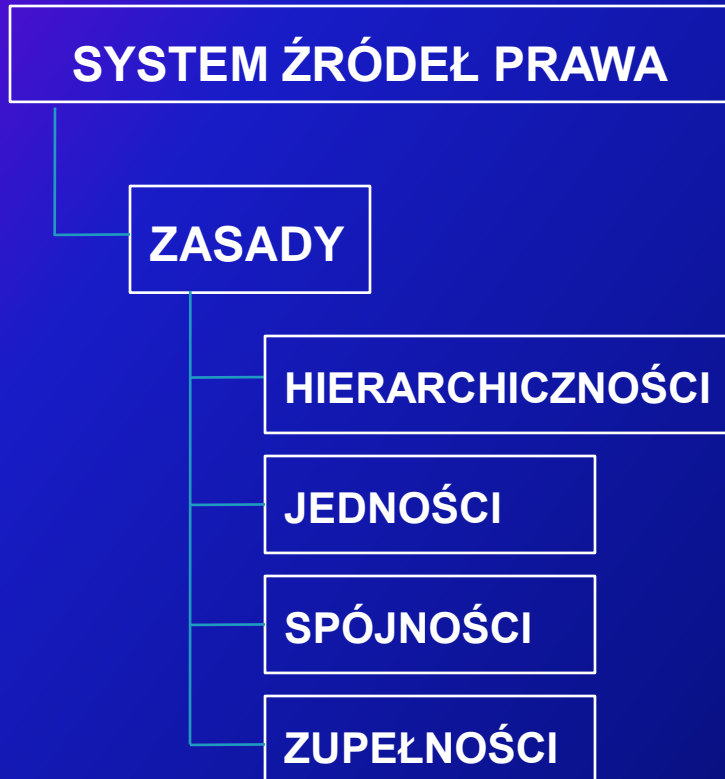 SYSTEM ŹRÓDEŁ PRAWA
ZASADY
HIERARCHICZNOŚCI
JEDNOŚCI
SPÓJNOŚCI
ZUPEŁNOŚCI